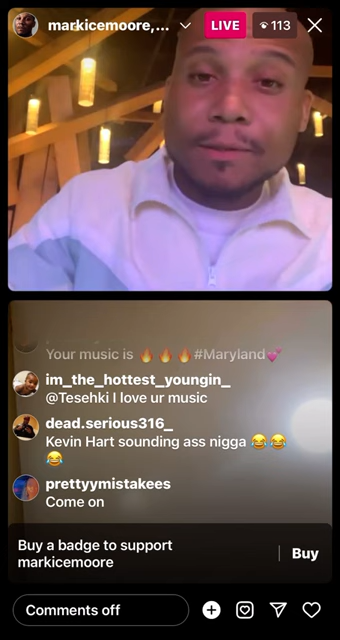 markicemoore,... LIVE 113
Your music is 🔥🔥🔥#Maryland💞
im_the_hottest_youngin_
@Tesehki I love ur music
dead.serious316_
Kevin Hart sounding ass nigga 😂😂
😂
prettyymistakees
Come on
Buy a badge to support
markicemoore
Buy
Comments off